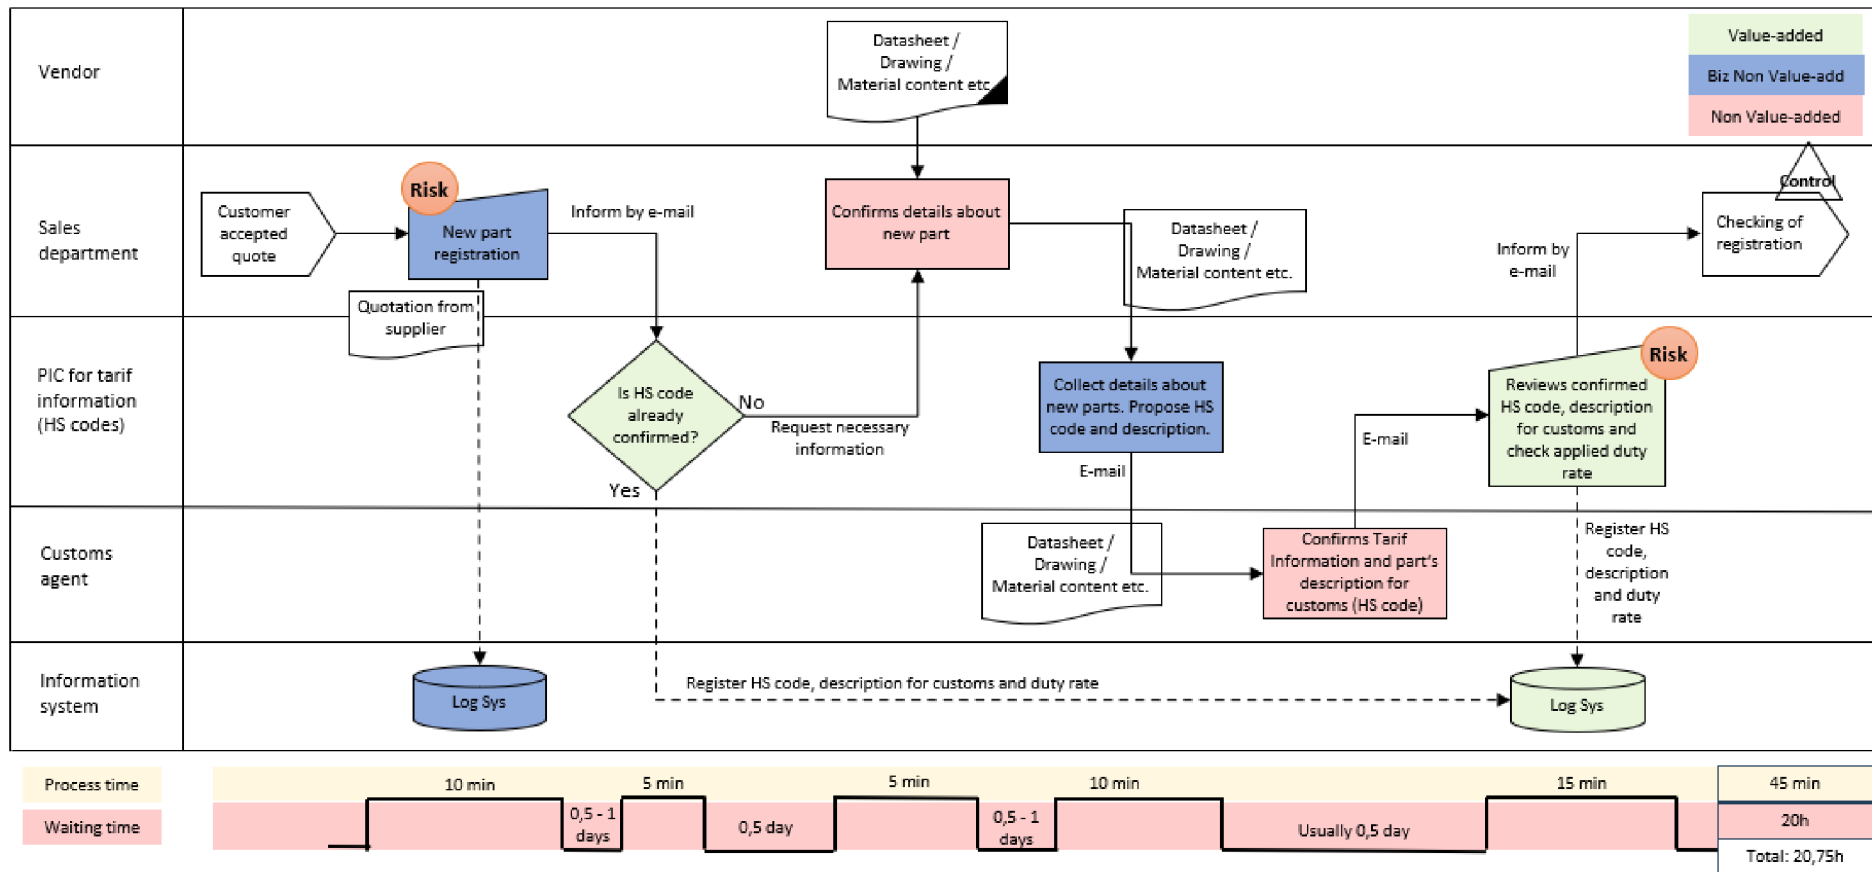 Vendor
Datasheet /
Drawing /
Material content etc.
Value-added
Biz Non Value-add
Non Value-added
Sales
department
Customer
accepted
quote
Risk
New part
registration
Inform by e-mail
Quotation from
supplier
Confirms details about
new part
Datasheet /
Drawing /
Material content etc.
Inform by
e-mail
Control
Checking of
registration
PIC for tarif
information
(HS codes)
Is HS code
already
confirmed?
No
Request necessary
information
Yes
Collect details about
new parts. Propose HS
code and description.
E-mail
E-mail
Risk
Reviews confirmed
HS code, description
for customs and
check applied duty
rate
Customs
agent
Datasheet /
Drawing /
Material content etc.
Confirms Tarif
Information and part's
description for
customs (HS code)
Register HS
code,
description
and duty
rate
Information
system
Log Sys
Register HS code, description for customs and duty rate
Log Sys
Process time
10 min
5 min
5 min
10 min
15 min
45 min
Waiting time
0,5 - 1
days
0,5 day
0,5 - 1
days
Usually 0,5 day
20h
Total: 20,75h